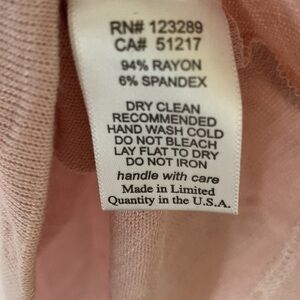 RN# 123289
CA# 51217
94% RAYON
6% SPANDEX
DRY CLEAN
RECOMMENDED
HAND WASH COLD
DO NOT BLEACH
LAY FLAT TO DRY
DO NOT IRON
handle with care
Made in Limited
Quantity in the U.S.A.